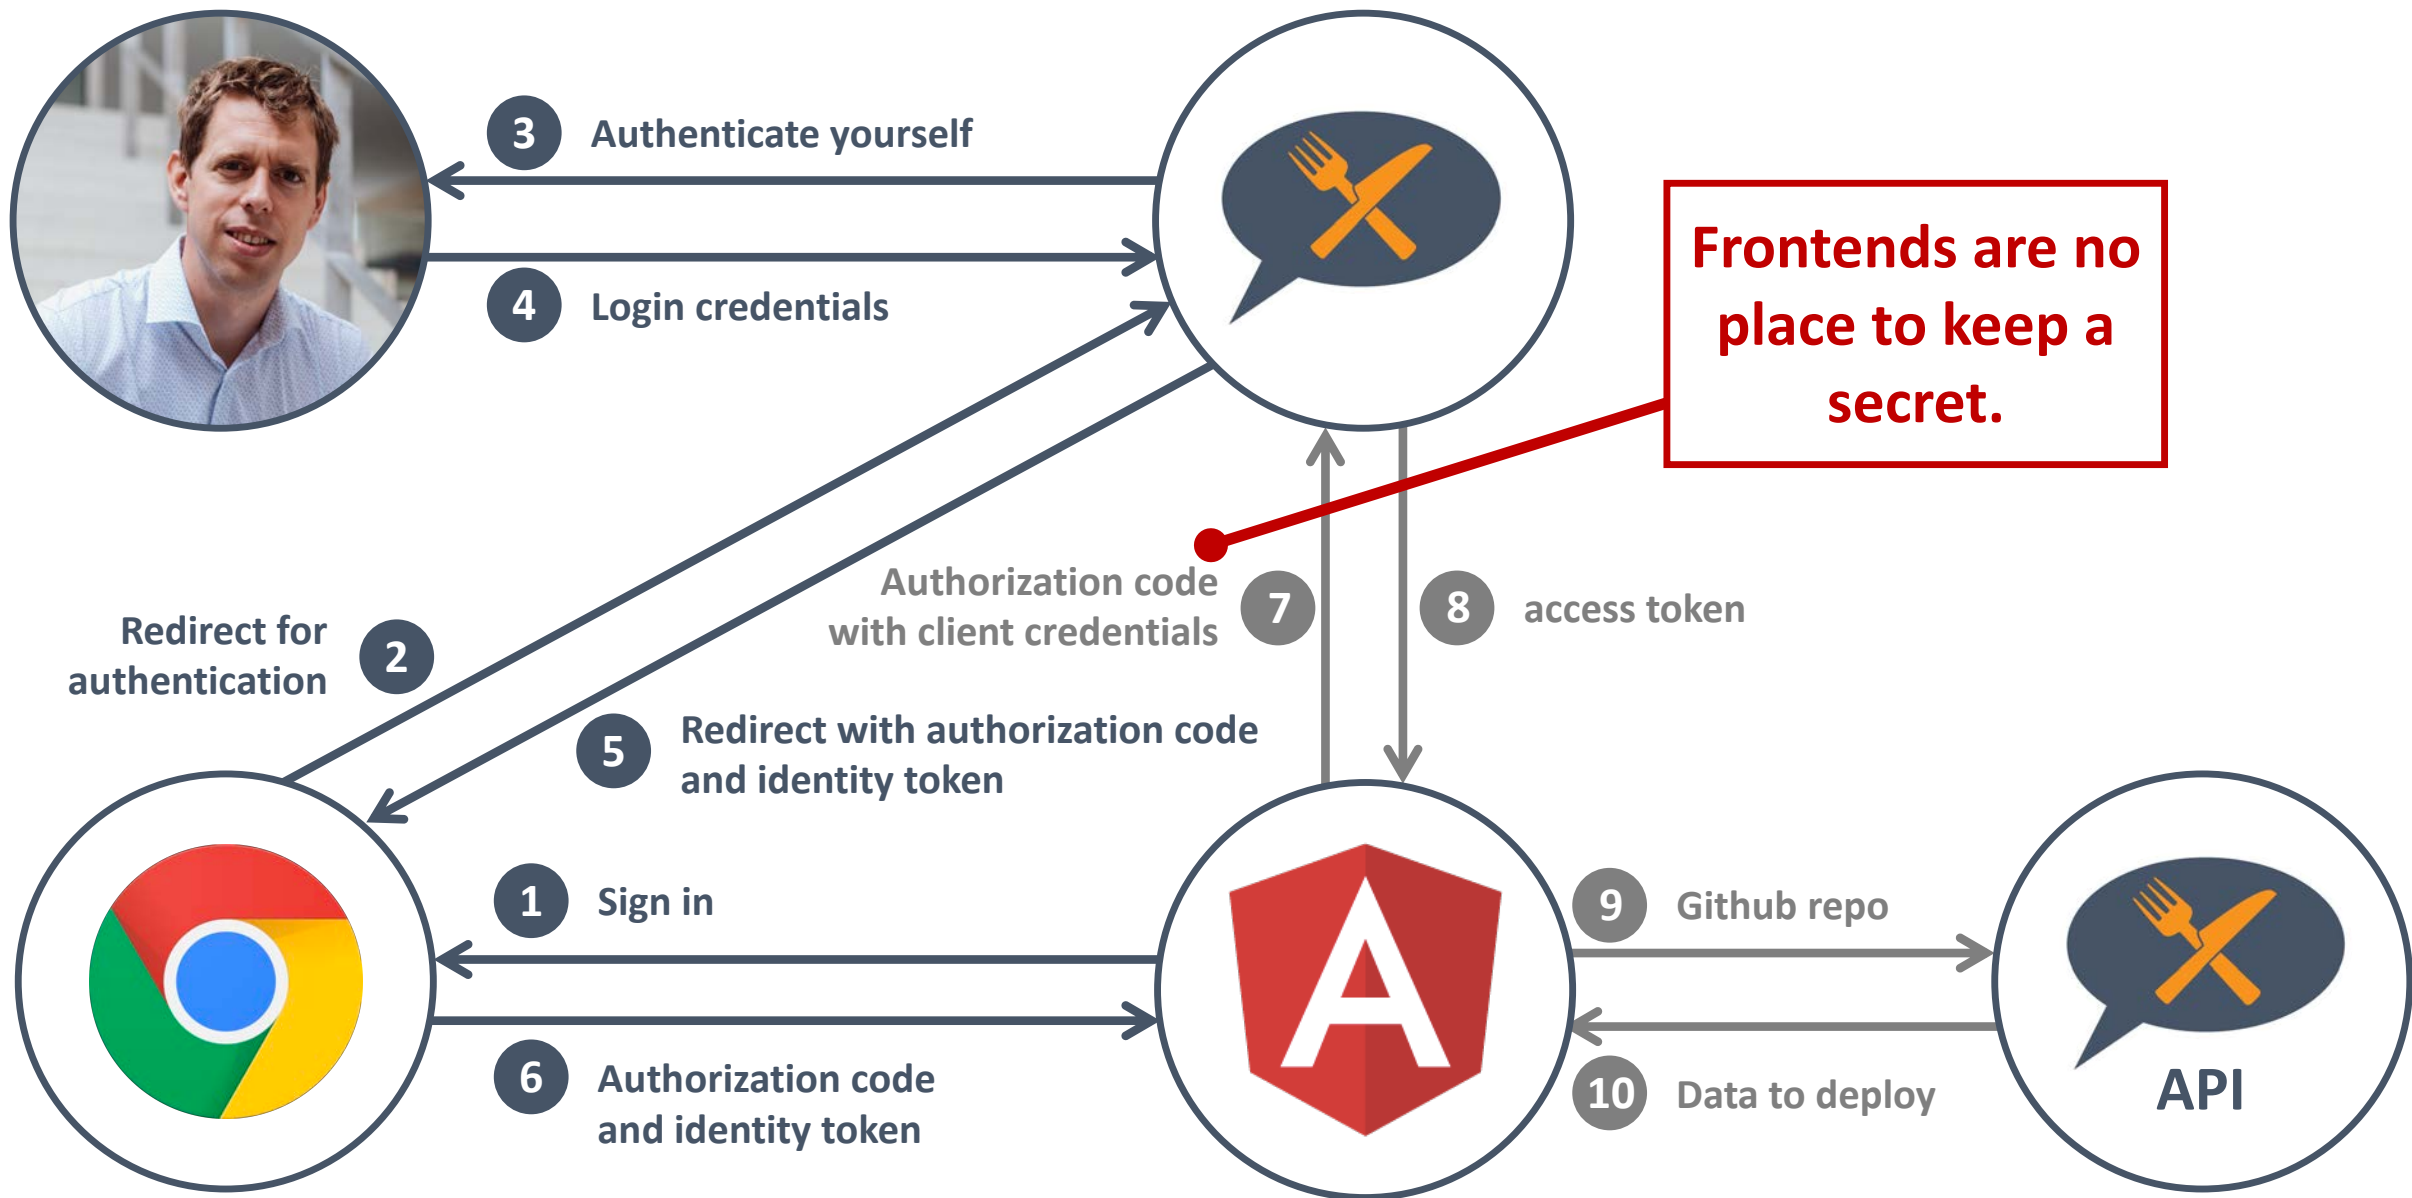 3 Authenticate yourself
4 Login credentials
Frontends are no
place to keep a
secret.
Redirect for
authentication
2
5
Redirect with authorization code
and identity token
Authorization code
with client credentials
7
8 access token
1 Sign in
6
Authorization code
and identity token
A
9 Github repo
10 Data to deploy
API